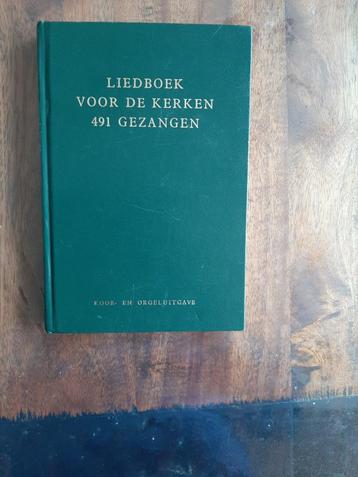 LIEDBOEK
VOOR DE KERKEN
491 GEZANGEN
KOOR- EN ORGELUITGAVE